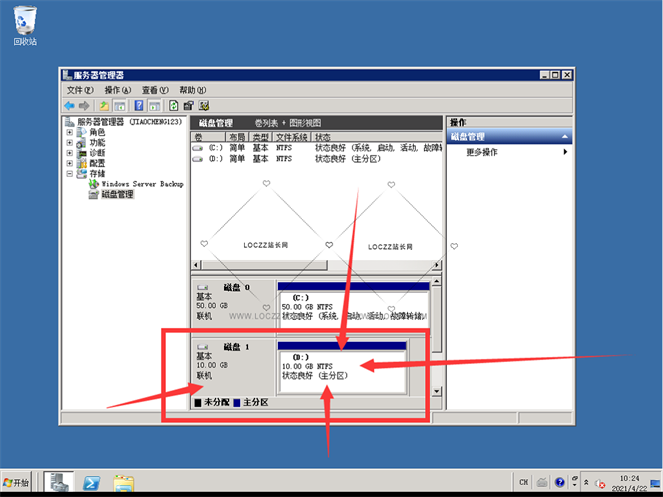 回收站
服务器管理器
文件(F) 操作(A) 查看(V) 帮助(H)
服务器管理器 (JIAOCHENG123)
角色
功能
诊断
配置
存储
Windows Server Backup
磁盘管理
磁盘管理 卷列表 + 图形视图
卷 布局 类型 文件系统 状态
(C:) 简单 基本 NTFS 状态良好 (系统, 启动, 活动, 故障转
(D:) 简单 基本 NTFS 状态良好 (主分区)
LOCZZ站长网 LOCZZ站长网
磁盘 0
基本
50.00 GB
联机
(C:)
50.00 GB NTFS
状态良好 (系统, 启动, 活动, 故障转储,
磁盘 1
基本
10.00 GB
联机
(D:)
10.00 GB NTFS
状态良好 (主分区)
未分配 主分区
操作
磁盘管理
更多操作
开始
CH
10:24
2021/4/22